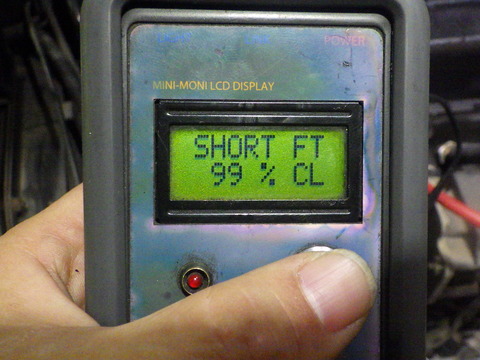 POWER
MINI-MONI LCD DISPLAY
SHORT FT
99 % CL